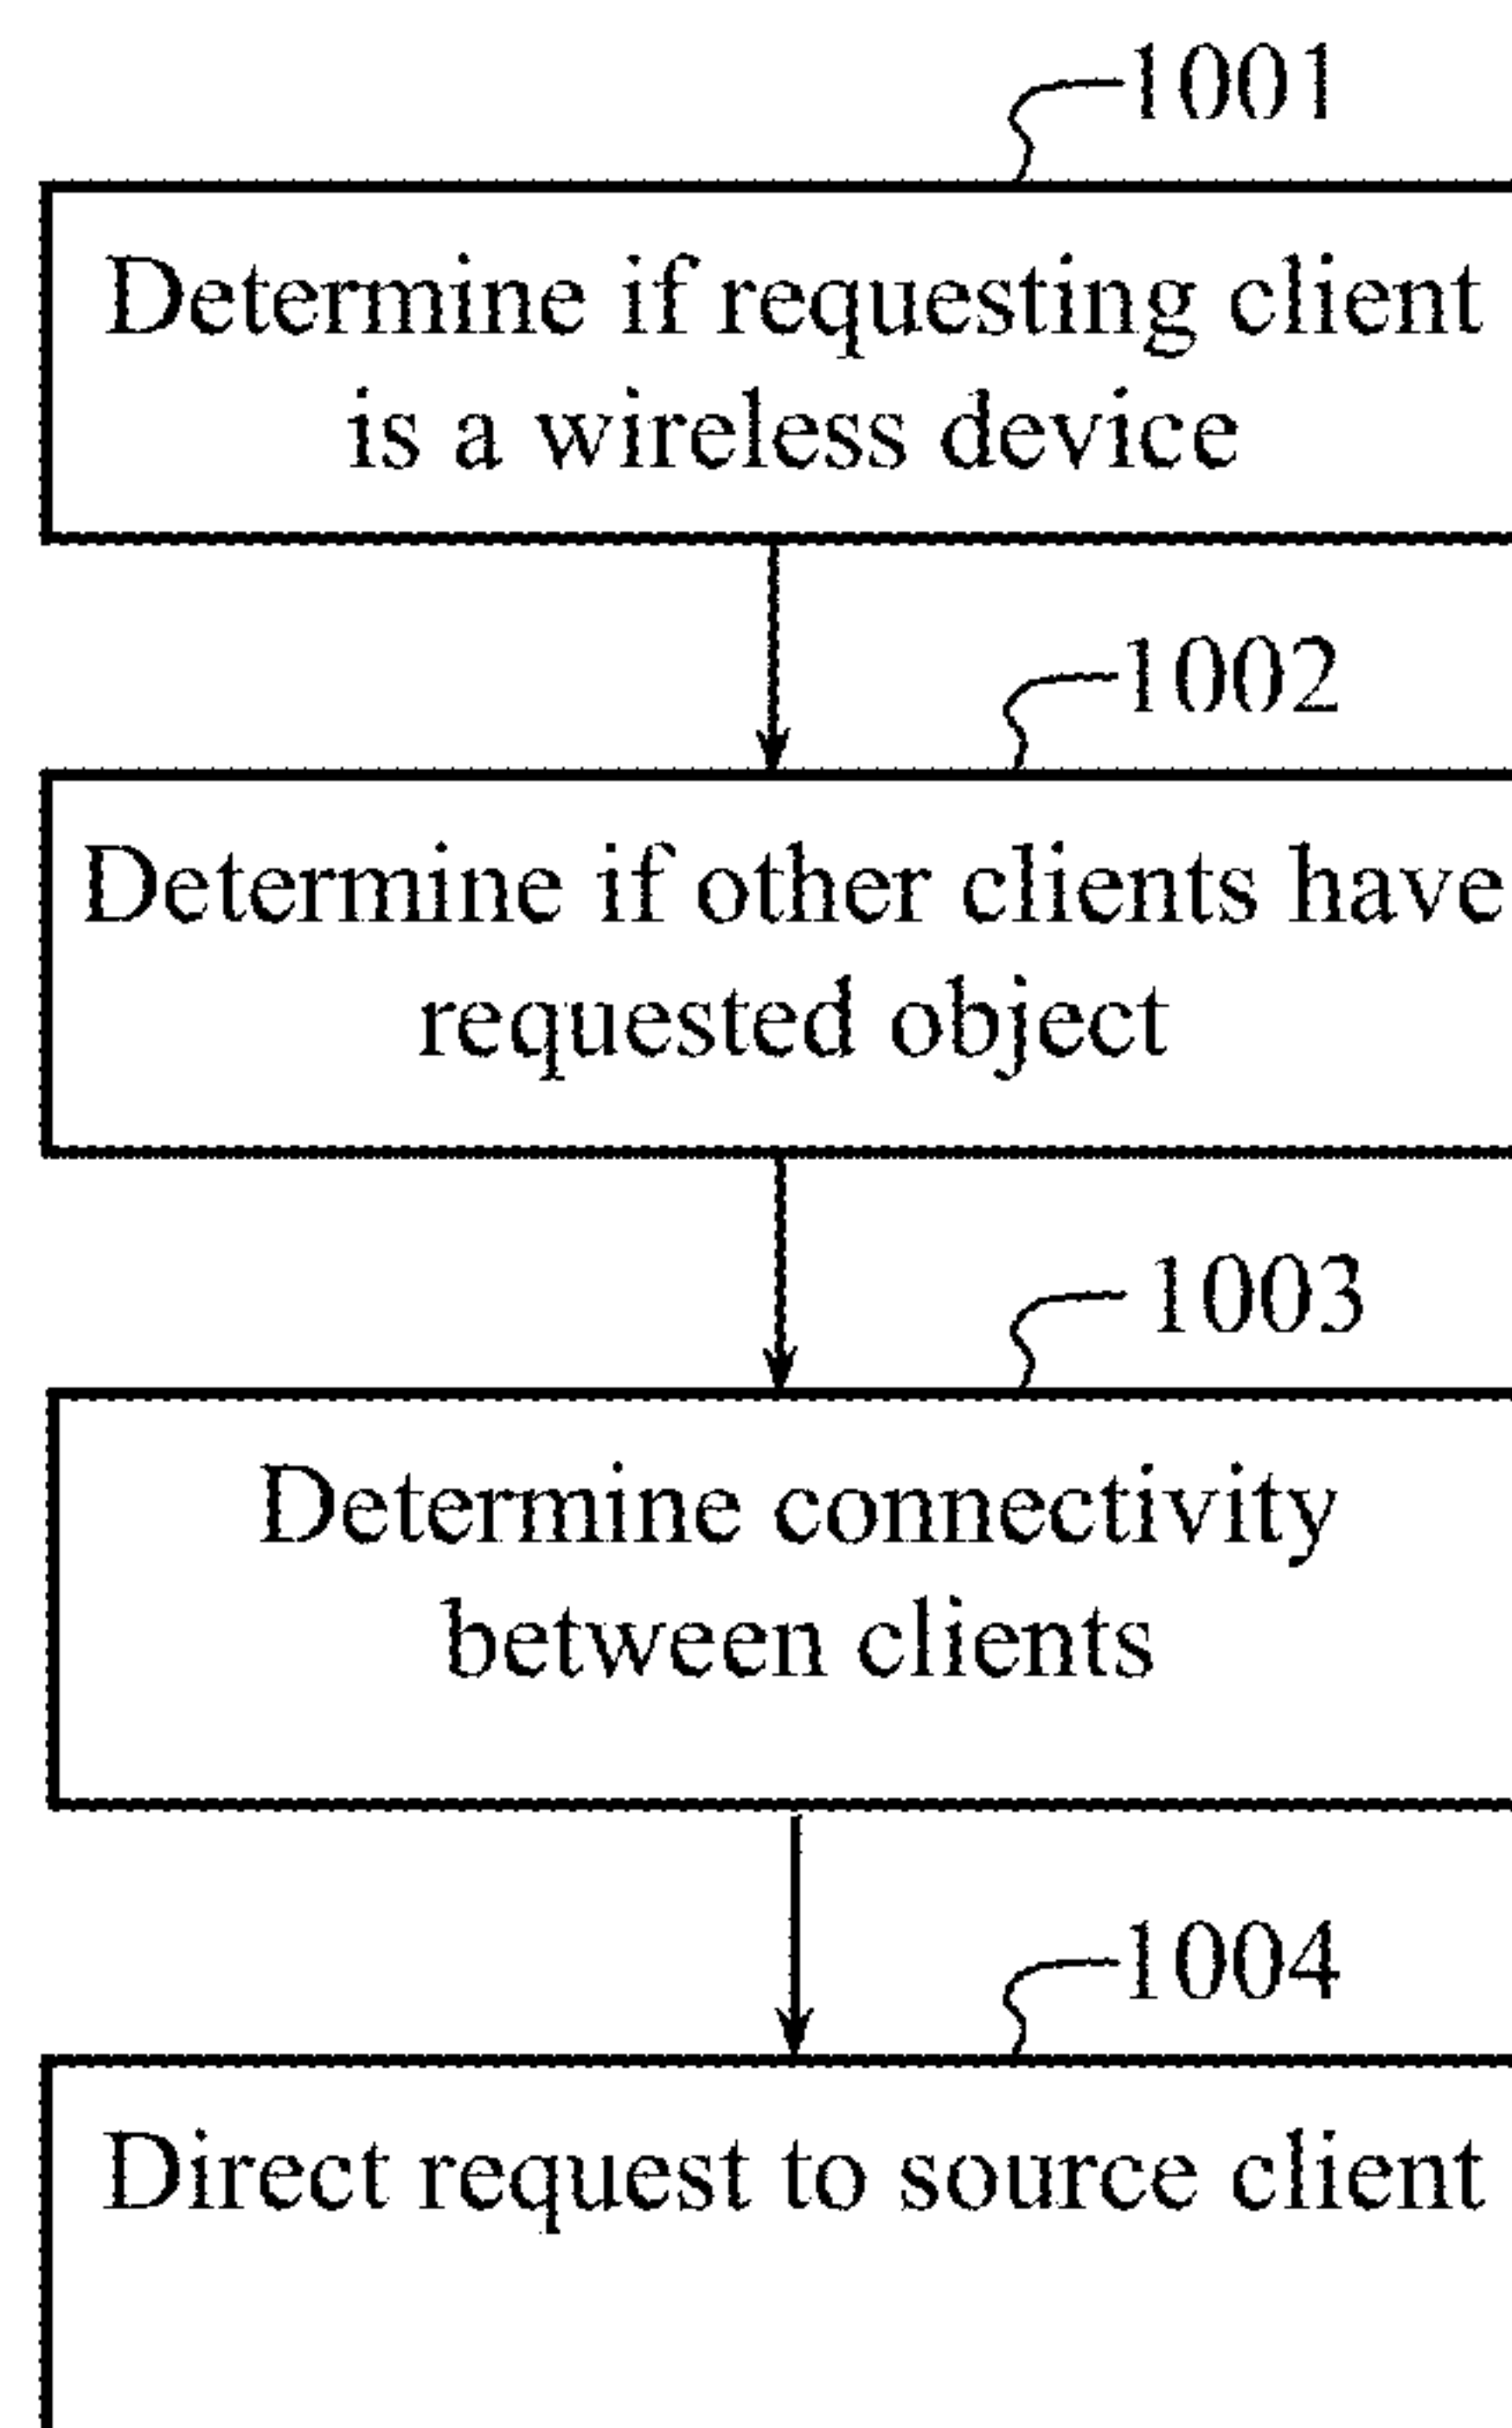 1001
Determine if requesting client
is a wireless device
1002
Determine if other clients have
requested object
1003
Determine connectivity
between clients
1004
Direct request to source client